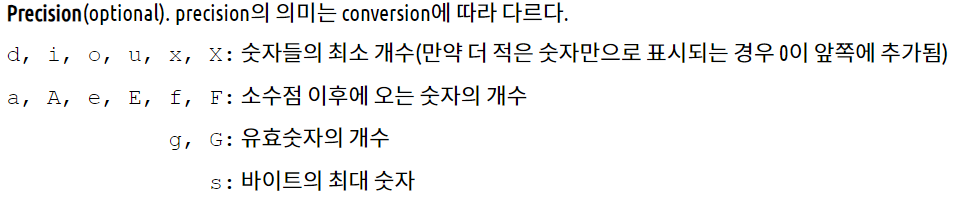 Precision(optional). precision의 의미는 conversion에 따라 다르다.
d, i, o, u, x, X: 숫자들의 최소 개수(만약 더 적은 숫자만으로 표시되는 경우 0이 앞쪽에 추가됨)
a, A, e, E, f, F: 소수점 이후에 오는 숫자의 개수
g, G: 유효숫자의 개수
s: 바이트의 최대 숫자